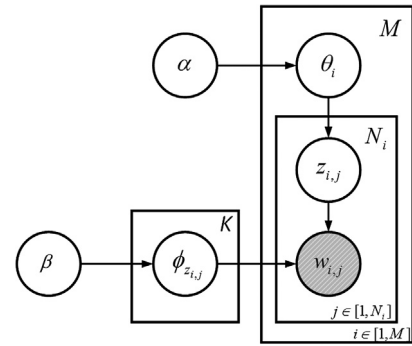 M
α
θ_i
N_i
z_{i,j}
K
β
ϕ_{z_{i,j}}
w_{i,j}
j ∈ [1, N_i]
i ∈ [1, M]